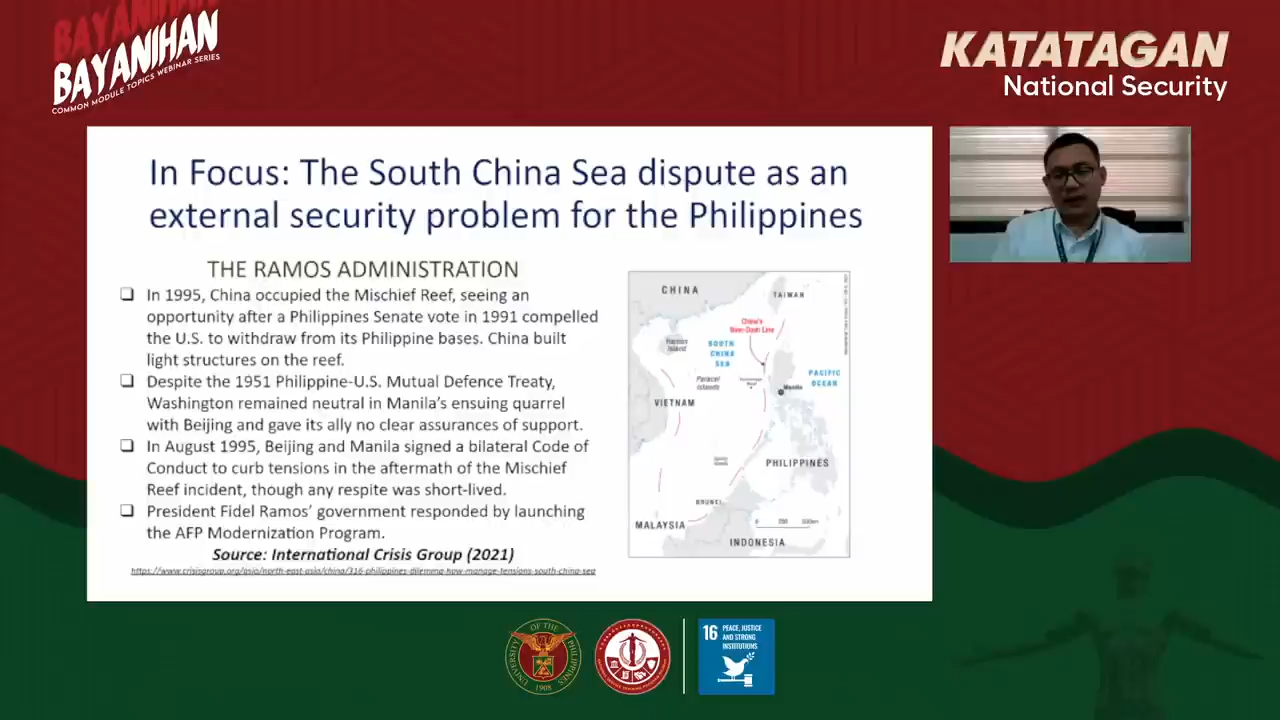 BAYANIHAN
BAYANIHAN
COMMON MODULE TOPICS WEBINAR SERIES
KATATAGAN
National Security
In Focus: The South China Sea dispute as an
external security problem for the Philippines
THE RAMOS ADMINISTRATION
In 1995, China occupied the Mischief Reef, seeing an
opportunity after a Philippines Senate vote in 1991 compelled
the U.S. to withdraw from its Philippine bases. China built
light structures on the reef.
Despite the 1951 Philippine-U.S. Mutual Defence Treaty,
Washington remained neutral in Manila's ensuing quarrel
with Beijing and gave its ally no clear assurances of support.
In August 1995, Beijing and Manila signed a bilateral Code of
Conduct to curb tensions in the aftermath of the Mischief
Reef incident, though any respite was short-lived.
President Fidel Ramos' government responded by launching
the AFP Modernization Program.
Source: International Crisis Group (2021)
https://www.crisisgroup.org/asia/north-east-asia/china/316-philippines-dilemma-how-manage-tensions-south-china-sea
CHINA
TAIWAN
China's
Nine-Dash Line
Hainan
Island
SOUTH
CHINA
SEA
Paracel
Islands
PACIFIC
OCEAN
Manila
VIETNAM
PHILIPPINES
BRUNEI
MALAYSIA
INDONESIA
UNIVERSITY OF THE PHILIPPINES
1908
16 PEACE, JUSTICE
AND STRONG
INSTITUTIONS